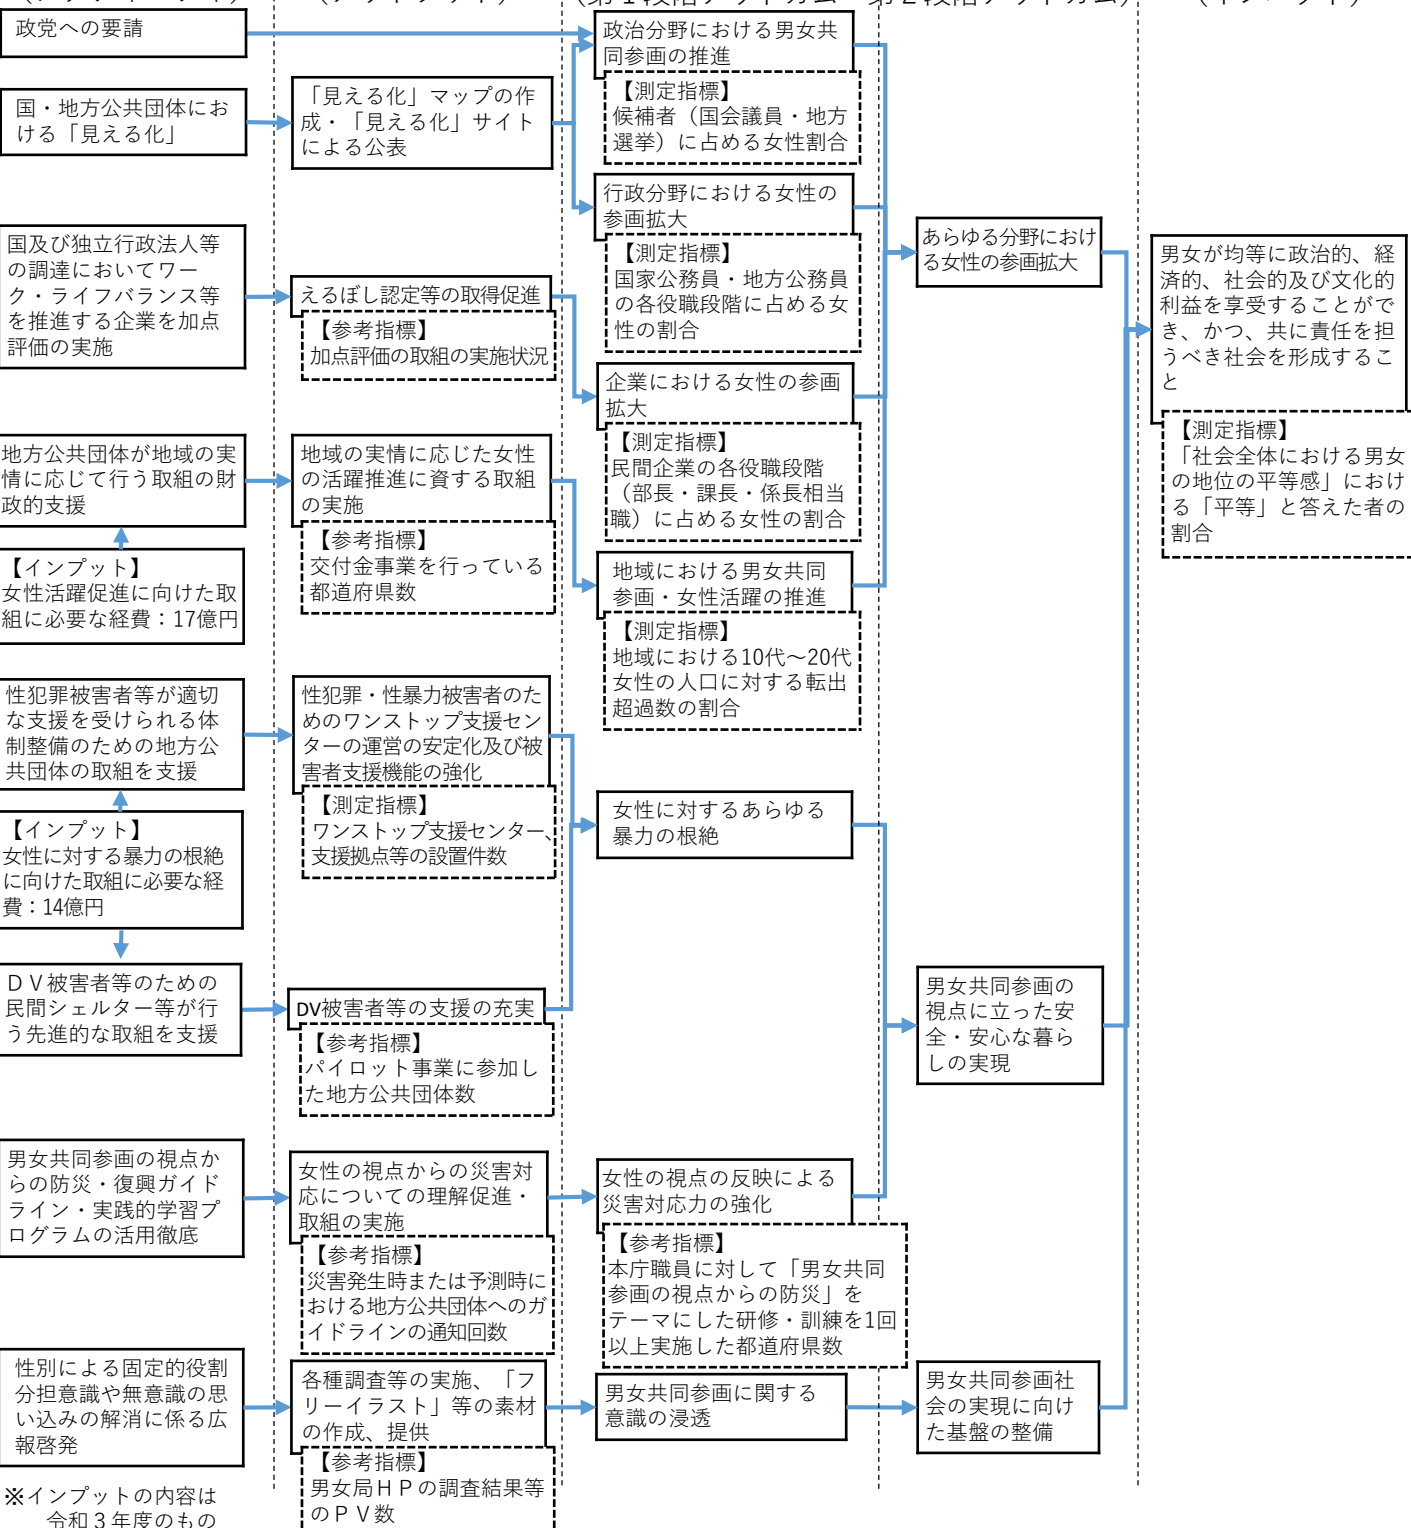 政党への要請
国・地方公共団体にお
ける「見える化」
国及び独立行政法人等
の調達においてワー
ク・ライフバランス等
を推進する企業を加点
評価の実施
地方公共団体が地域の実
情に応じて行う取組の財
政的支援
【インプット】
女性活躍促進に向けた取
組に必要な経費：17億円
性犯罪被害者等が適切
な支援を受けられる体
制整備のための地方公
共団体の取組を支援
【インプット】
女性に対する暴力の根絶
に向けた取組に必要な経
費：14億円
ＤＶ被害者等のための
民間シェルター等が行
う先進的な取組を支援
男女共同参画の視点か
らの防災・復興ガイド
ライン・実践的学習プ
ログラムの活用徹底
性別による固定的役割
分担意識や無意識の思
い込みの解消に係る広
報啓発
※インプットの内容は
令和３年度のもの
「見える化」マップの作
成・「見える化」サイト
による公表
えるぼし認定等の取得促進
【参考指標】
加点評価の取組の実施状況
地域の実情に応じた女性
の活躍推進に資する取組
の実施
【参考指標】
交付金事業を行っている
都道府県数
性犯罪・性暴力被害者のた
めのワンストップ支援セン
ターの運営の安定化及び被
害者支援機能の強化
【測定指標】
ワンストップ支援センター、
支援拠点等の設置件数
DV被害者等の支援の充実
【参考指標】
パイロット事業に参加し
た地方公共団体数
女性の視点からの災害対
応についての理解促進・
取組の実施
【参考指標】
災害発生時または予測時に
おける地方公共団体へのガ
イドラインの通知回数
各種調査等の実施、「フ
リーイラスト」等の素材
の作成、提供
【参考指標】
男女局ＨＰの調査結果等
のＰＶ数
政治分野における男女共
同参画の推進
【測定指標】
候補者（国会議員・地方
選挙）に占める女性割合
行政分野における女性の
参画拡大
【測定指標】
国家公務員・地方公務員
の各役職段階に占める女
性の割合
企業における女性の参画
拡大
【測定指標】
民間企業の各役職段階
（部長・課長・係長相当
職）に占める女性の割合
地域における男女共同
参画・女性活躍の推進
【測定指標】
地域における10代～20代
女性の人口に対する転出
超過数の割合
女性に対するあらゆる
暴力の根絶
女性の視点の反映による
災害対応力の強化
【参考指標】
本庁職員に対して「男女共同
参画の視点からの防災」を
テーマにした研修・訓練を1回
以上実施した都道府県数
男女共同参画に関する
意識の浸透
あらゆる分野におけ
る女性の参画拡大
男女共同参画の
視点に立った安
全・安心な暮ら
しの実現
男女共同参画社
会の実現に向け
た基盤の整備
男女が均等に政治的、経
済的、社会的及び文化的
利益を享受することがで
き、かつ、共に責任を担
うべき社会を形成するこ
と
【測定指標】
「社会全体における男女
の地位の平等感」におけ
る「平等」と答えた者の
割合